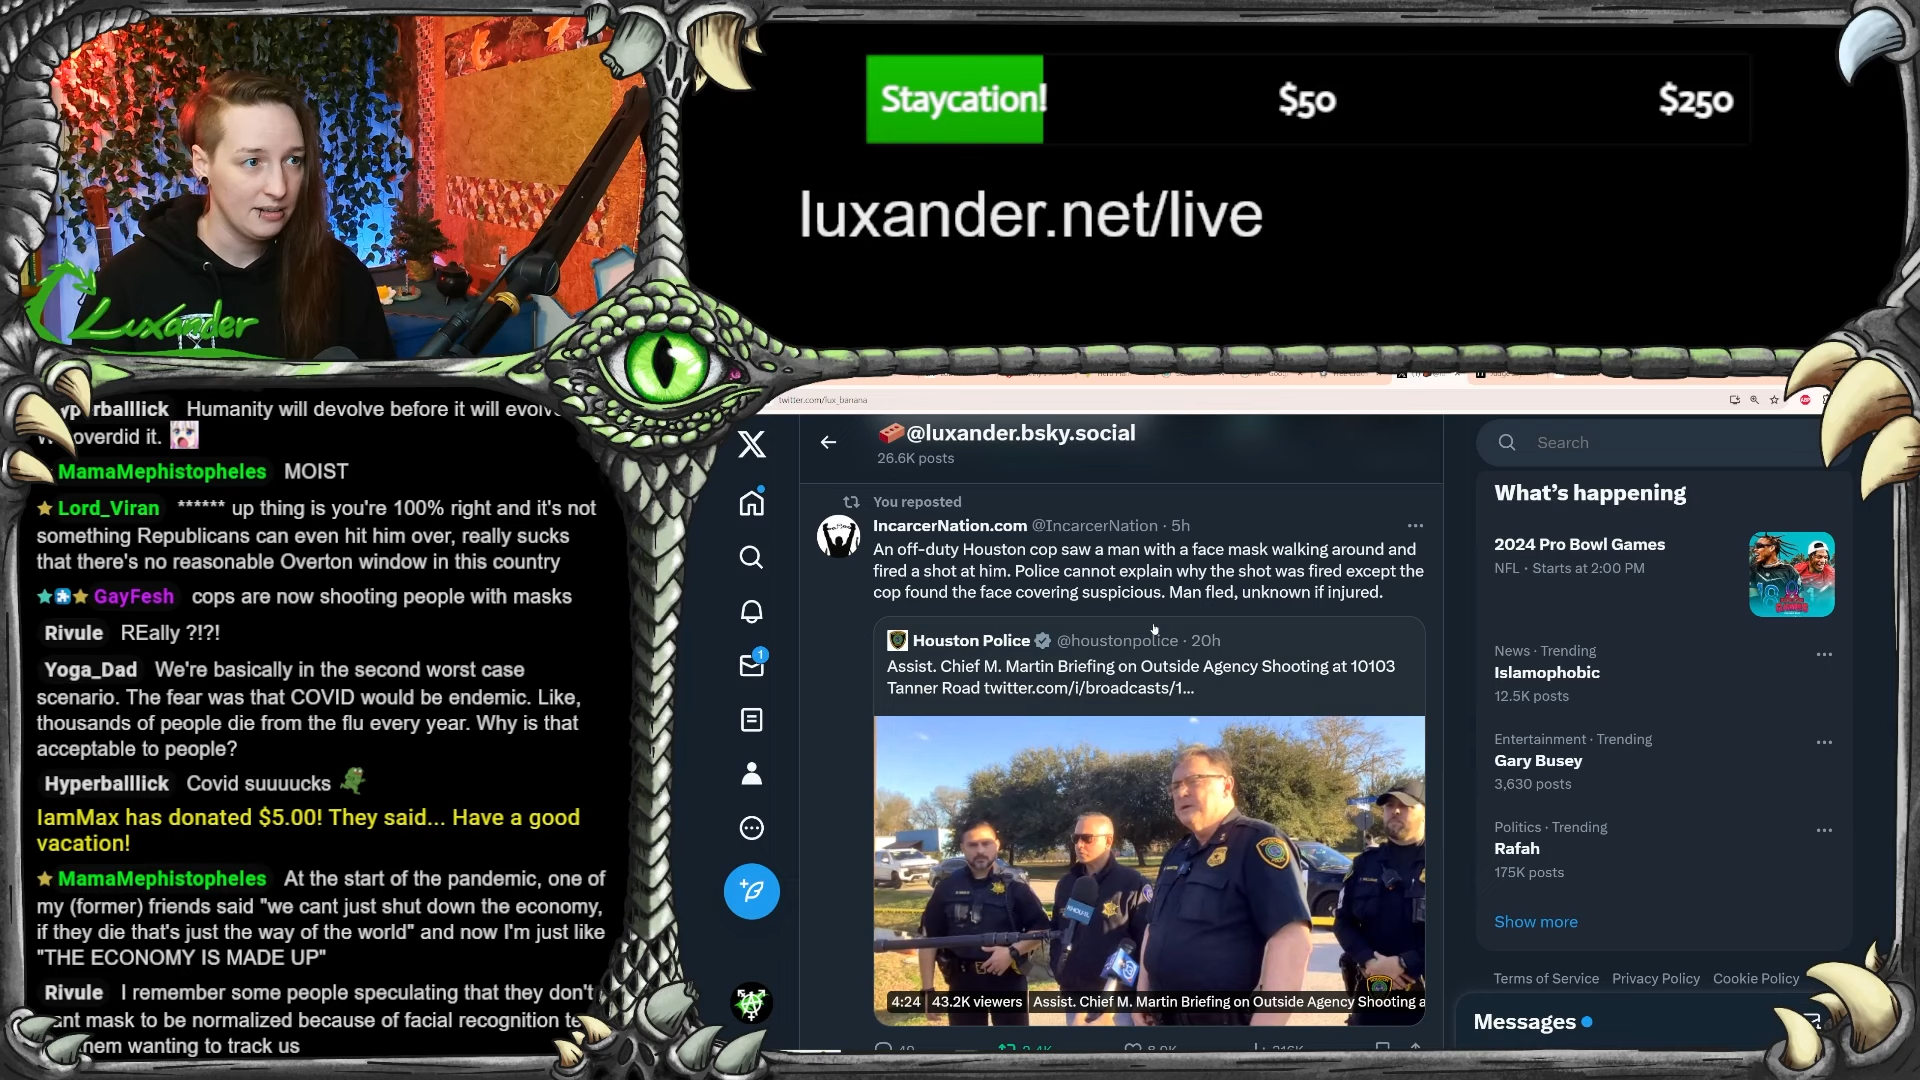 Staycation! $50 $250
luxander.net/live
Luxander
Humanity will devolve before it will
overdid it.
MamaMephistopheles MOIST
Lord_Viran ****** up thing is you're 100% right and it's not
something Republicans can even hit him over, really sucks
that there's no reasonable Overton window in this country
GayFesh cops are now shooting people with masks
Rivule REally ?!?!
Yoga_Dad We're basically in the second worst case
scenario. The fear was that COVID would be endemic. Like,
thousands of people die from the flu every year. Why is that
acceptable to people?
Hyperballlick Covid suuuucks
IamMax has donated $5.00! They said... Have a good
vacation!
MamaMephistopheles At the start of the pandemic, one of
my (former) friends said "we cant just shut down the economy,
if they die that's just the way of the world" and now I'm just like
"THE ECONOMY IS MADE UP"
Rivule I remember some people speculating that they don't
mask to be normalized because of facial recognition
wanting to track us
twitter.com/lux_banana
@luxander.bsky.social
26.6K posts
You reposted
IncarcerNation.com @IncarcerNation · 5h
An off-duty Houston cop saw a man with a face mask walking around and
fired a shot at him. Police cannot explain why the shot was fired except the
cop found the face covering suspicious. Man fled, unknown if injured.
Houston Police @houstonpolice · 20h
Assist. Chief M. Martin Briefing on Outside Agency Shooting at 10103
Tanner Road twitter.com/i/broadcasts/1...
4:24 43.2K viewers Assist. Chief M. Martin Briefing on Outside Agency Shooting a
1
Search
What's happening
2024 Pro Bowl Games
NFL · Starts at 2:00 PM
News · Trending
Islamophobic
12.5K posts
Entertainment · Trending
Gary Busey
3,630 posts
Politics · Trending
Rafah
175K posts
Show more
Terms of Service Privacy Policy Cookie Policy
Messages